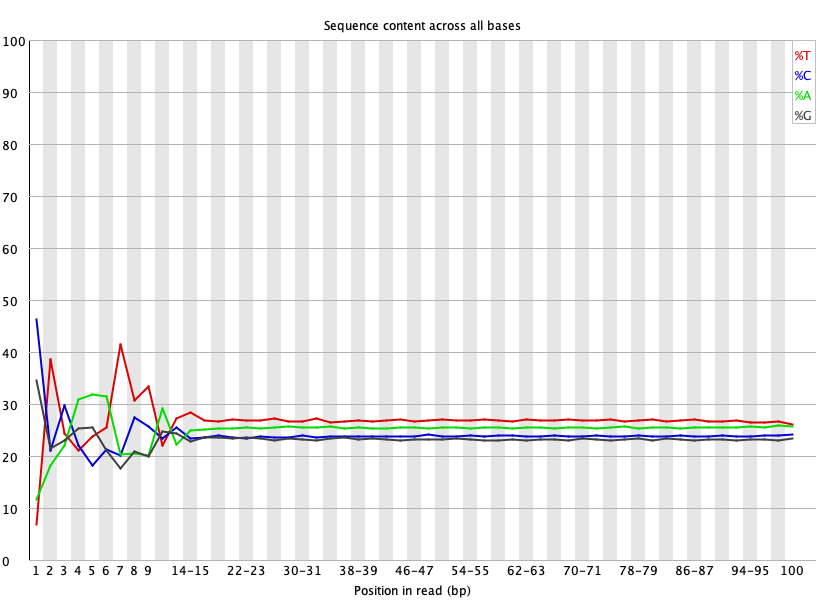 Sequence content across all bases
100
90
80
70
60
50
40
30
20
10
0
%T
%C
%A
%G
1 2 3 4 5 6 7 8 9 14-15 22-23 30-31 38-39 46-47 54-55 62-63 70-71 78-79 86-87 94-95 100
Position in read (bp)